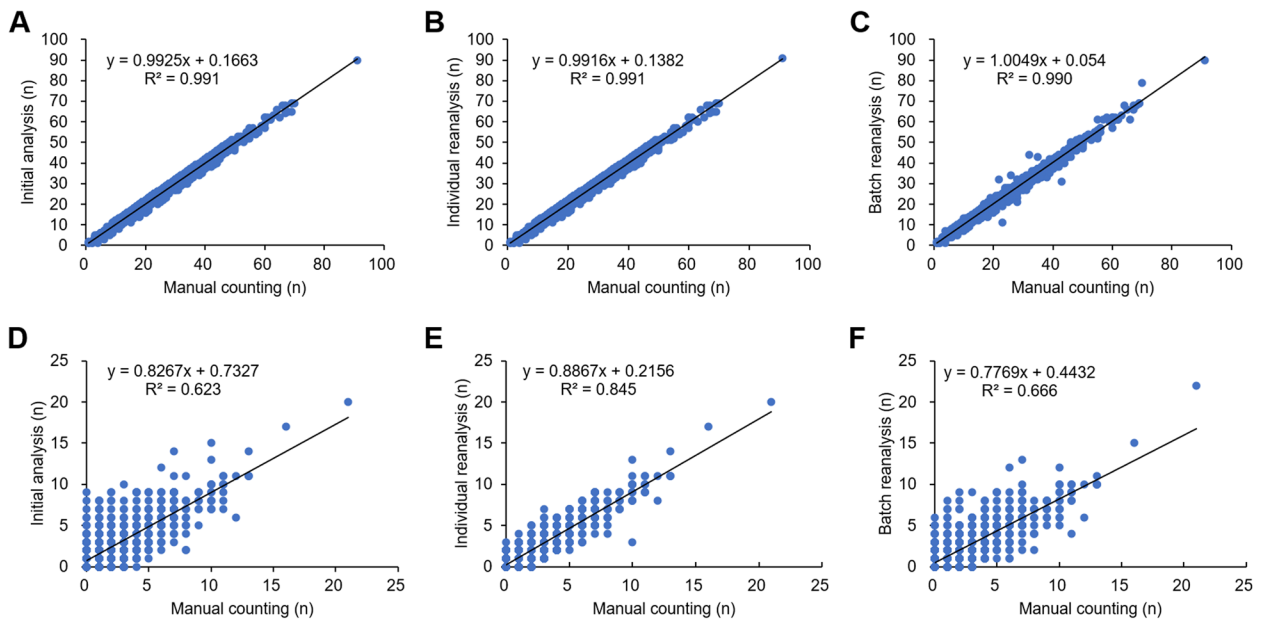 A
y = 0.9925x + 0.1663
R² = 0.991
Initial analysis (n)
100
90
80
70
60
50
40
30
20
10
0
0 20 40 60 80 100
Manual counting (n)
B
y = 0.9916x + 0.1382
R² = 0.991
Individual reanalysis (n)
100
90
80
70
60
50
40
30
20
10
0
0 20 40 60 80 100
Manual counting (n)
C
y = 1.0049x + 0.054
R² = 0.990
Batch reanalysis (n)
100
90
80
70
60
50
40
30
20
10
0
0 20 40 60 80 100
Manual counting (n)
D
y = 0.8267x + 0.7327
R² = 0.623
Initial analysis (n)
25
20
15
10
5
0
0 5 10 15 20 25
Manual counting (n)
E
y = 0.8867x + 0.2156
R² = 0.845
Individual reanalysis (n)
25
20
15
10
5
0
0 5 10 15 20 25
Manual counting (n)
F
y = 0.7769x + 0.4432
R² = 0.666
Batch reanalysis (n)
25
20
15
10
5
0
0 5 10 15 20 25
Manual counting (n)